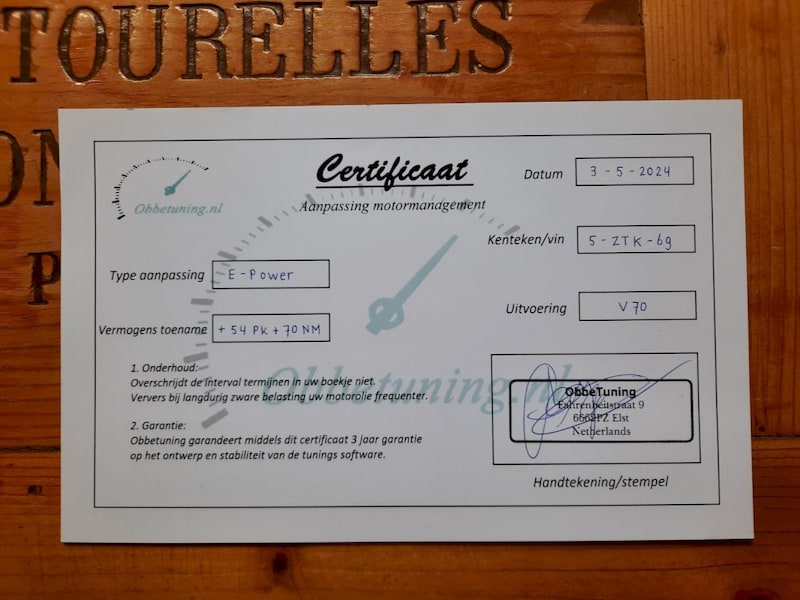 TOURELLES
Obbetuning.nl
Certificaat
Aanpassing motormanagement
Datum 3-5-2024
Kenteken/vin 5-ZTK-69
Type aanpassing E-Power
Uitvoering V70
Vermogens toename + 54 PK + 70 NM
Obbetuning.nl
1. Onderhoud:
Overschrijdt de interval termijnen in uw boekje niet.
Ververs bij langdurig zware belasting uw motorolie frequenter.
2. Garantie:
Obbetuning garandeert middels dit certificaat 3 jaar garantie
op het ontwerp en stabiliteit van de tunings software.
ObbeTuning
Fahrenheitstraat 9
6662PZ Elst
Netherlands
Handtekening/stempel